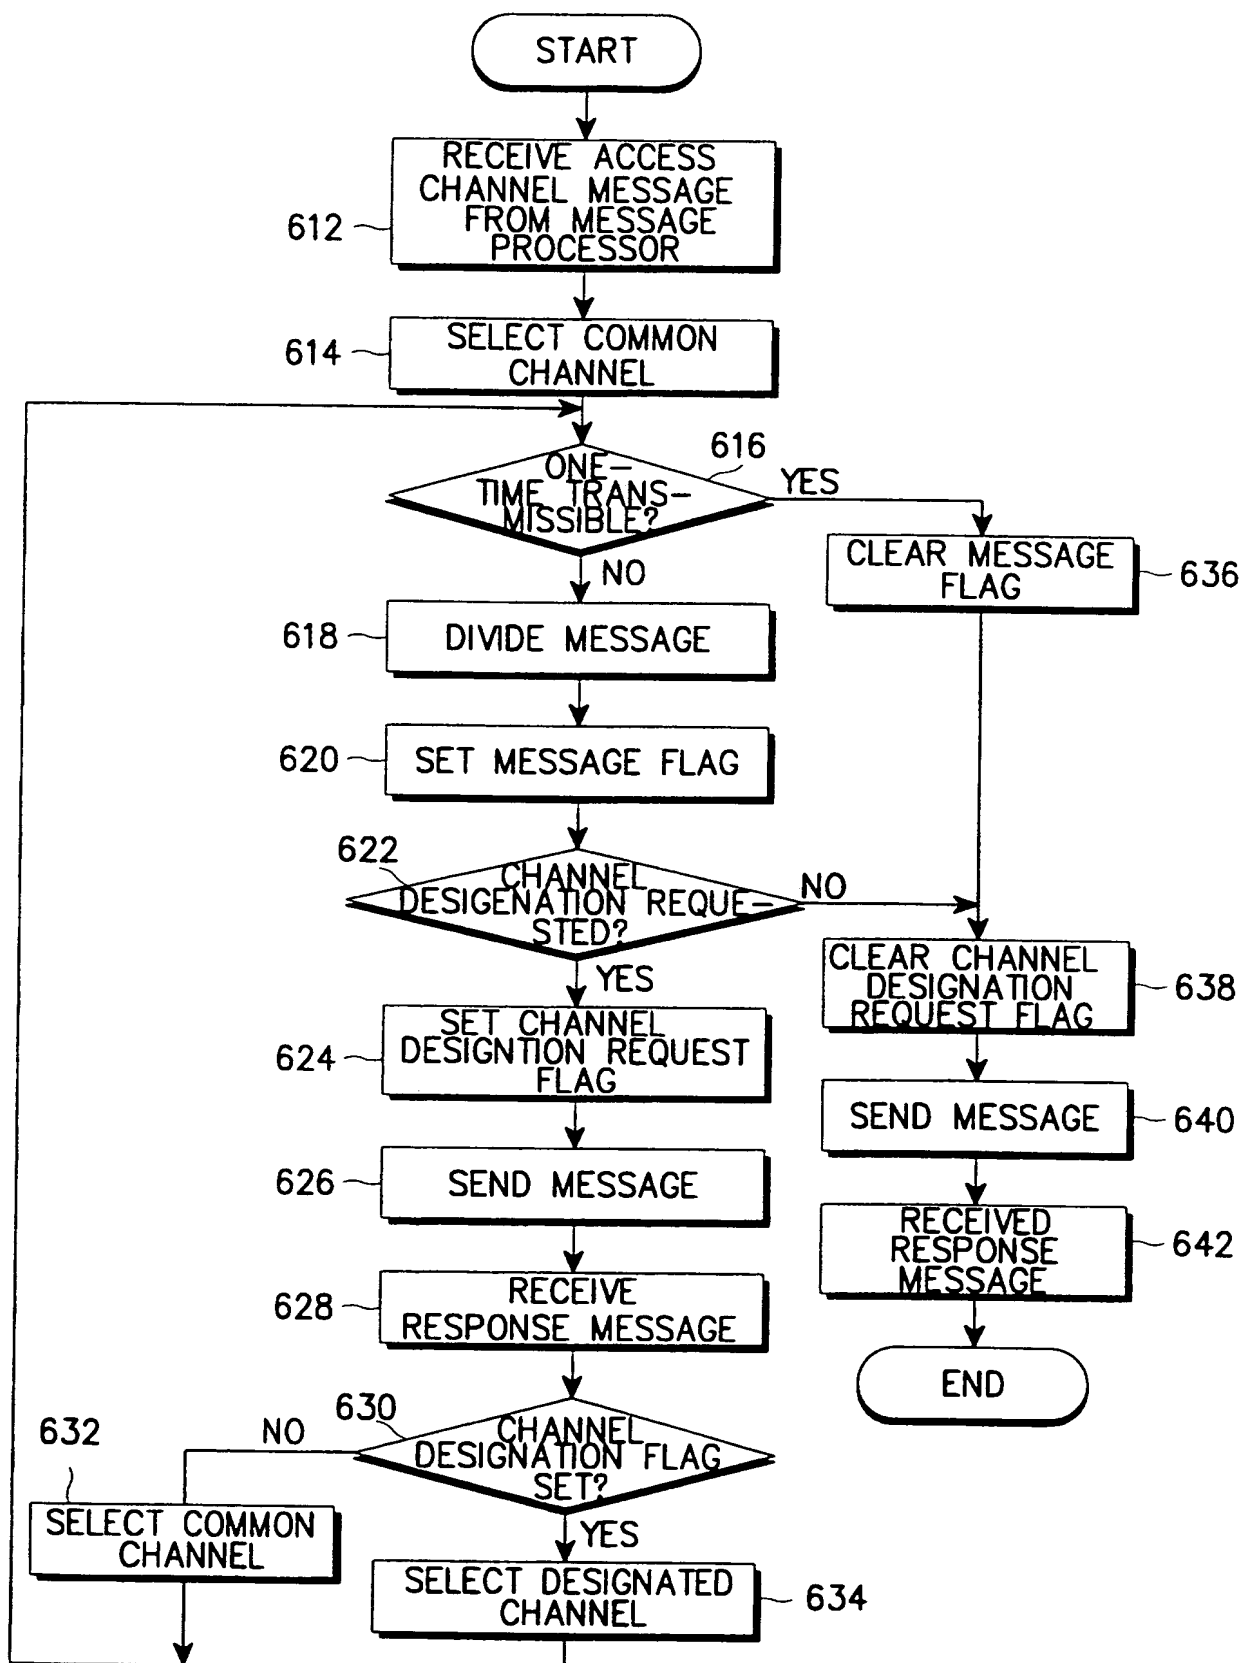 START
RECEIVE ACCESS
CHANNEL MESSAGE
FROM MESSAGE
PROCESSOR
612
SELECT COMMON
CHANNEL
614
616
ONE-
TIME TRANS-
MISSIBLE?
YES
NO
CLEAR MESSAGE
FLAG
636
DIVIDE MESSAGE
618
SET MESSAGE FLAG
620
622
CHANNEL
DESIGENATION REQUE-
STED?
NO
YES
CLEAR CHANNEL
DESIGNATION
REQUEST FLAG
638
SET CHANNEL
DESIGNTION REQUEST
FLAG
624
SEND MESSAGE
640
SEND MESSAGE
626
RECEIVED
RESPONSE
MESSAGE
642
RECEIVE
RESPONSE MESSAGE
628
END
630
CHANNEL
DESIGNATION FLAG
SET?
NO
YES
632
SELECT COMMON
CHANNEL
SELECT DESIGNATED
CHANNEL
634